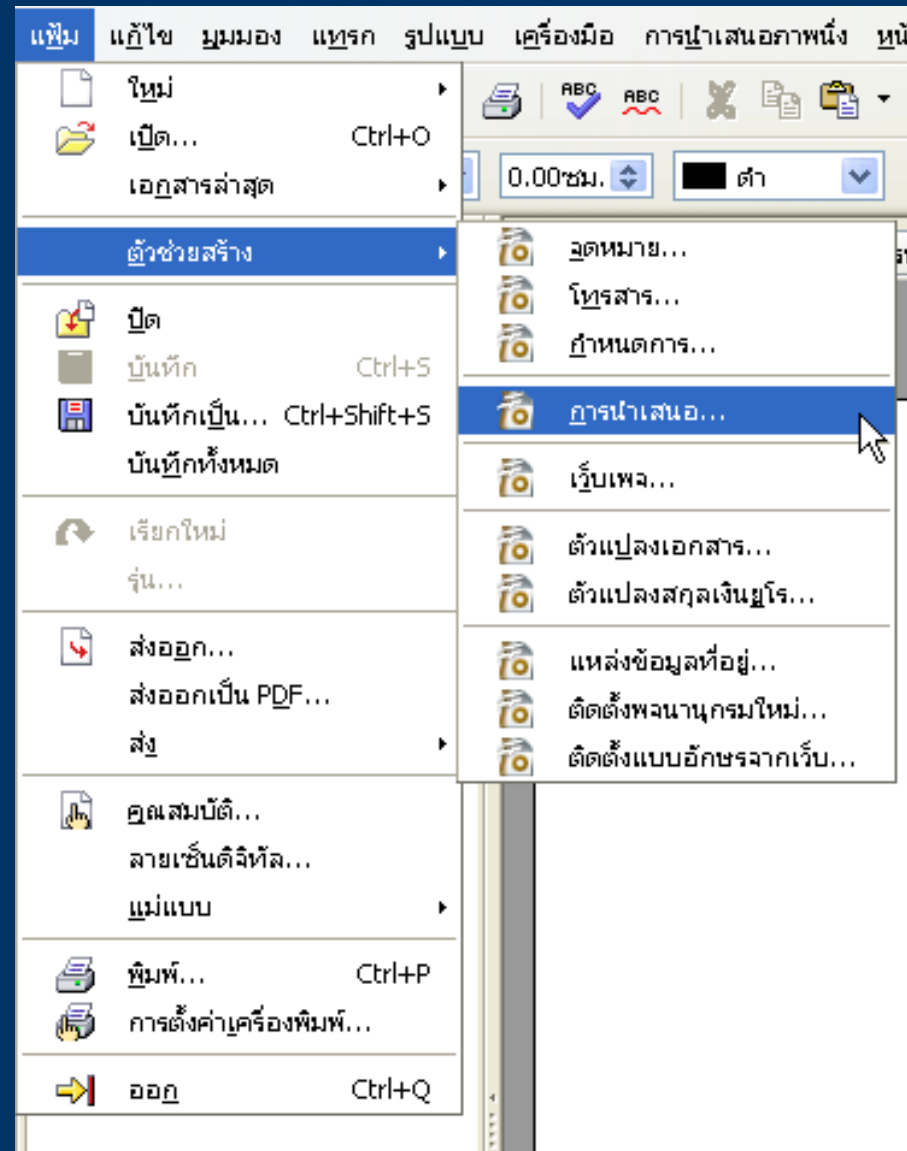 แฟ้ม แก้ไข มุมมอง แทรก รูปแบบ เครื่องมือ การนำเสนอภาพนิ่ง
ใหม่
เปิด... Ctrl+O
เอกสารล่าสุด
ตัวช่วยสร้าง
ปิด
บันทึก Ctrl+S
บันทึกเป็น... Ctrl+Shift+S
บันทึกทั้งหมด
เรียกใหม่
รุ่น...
ส่งออก...
ส่งออกเป็น PDF...
ส่ง
คุณสมบัติ...
ลายเซ็นดิจิทัล...
แม่แบบ
พิมพ์... Ctrl+P
การตั้งค่าเครื่องพิมพ์...
ออก Ctrl+Q
ABC ABC
0.00ซม. ดำ
จดหมาย...
โทรสาร...
กำหนดการ...
การนำเสนอ...
เว็บเพจ...
ตัวแปลงเอกสาร...
ตัวแปลงสกุลเงินยูโร...
แหล่งข้อมูลที่อยู่...
ติดตั้งพจนานุกรมใหม่...
ติดตั้งแบบอักษรจากเว็บ...